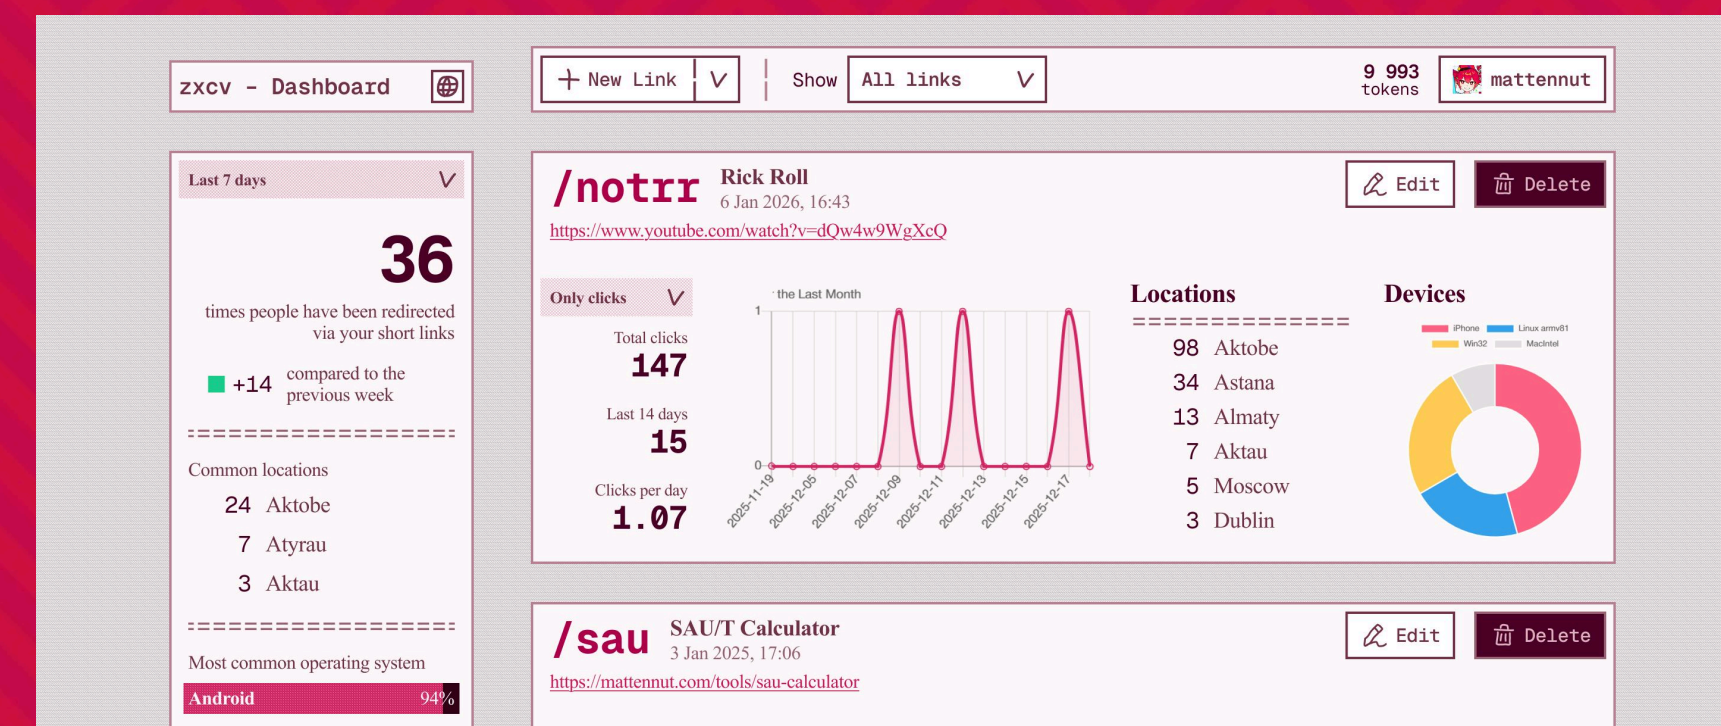 zxcv – Dashboard
New Link
Show
All links
9 993
tokens
mattennut
Last 7 days
36
times people have been redirected
via your short links
+14
compared to the
previous week
Common locations
24 Aktobe
7 Atyrau
3 Aktau
Most common operating system
Android 94%
/notrr
Rick Roll
6 Jan 2026, 16:43
https://www.youtube.com/watch?v=dQw4w9WgXcQ
Edit
Delete
Only clicks
Total clicks
147
Last 14 days
15
Clicks per day
1.07
the Last Month
1
0
2025-11-19
2025-12-05
2025-12-07
2025-12-09
2025-12-11
2025-12-13
2025-12-15
2025-12-17
Locations
98 Aktobe
34 Astana
13 Almaty
7 Aktau
5 Moscow
3 Dublin
Devices
iPhone
Linux armv81
Win32
MacIntel
/sau
SAU/T Calculator
3 Jan 2025, 17:06
https://mattennut.com/tools/sau-calculator
Edit
Delete